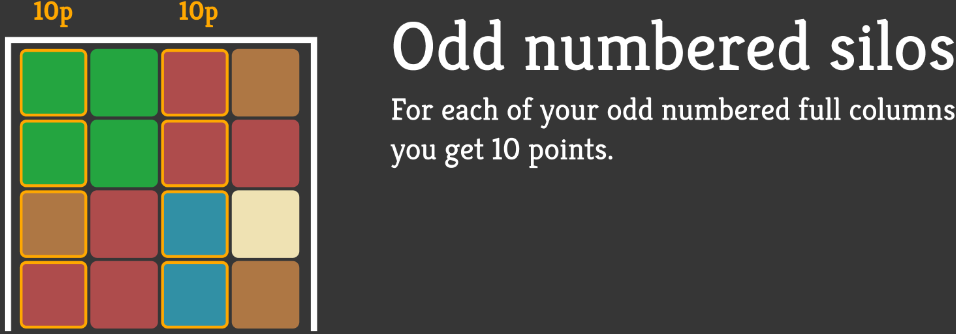 10p 10p
Odd numbered silos
For each of your odd numbered full columns
you get 10 points.